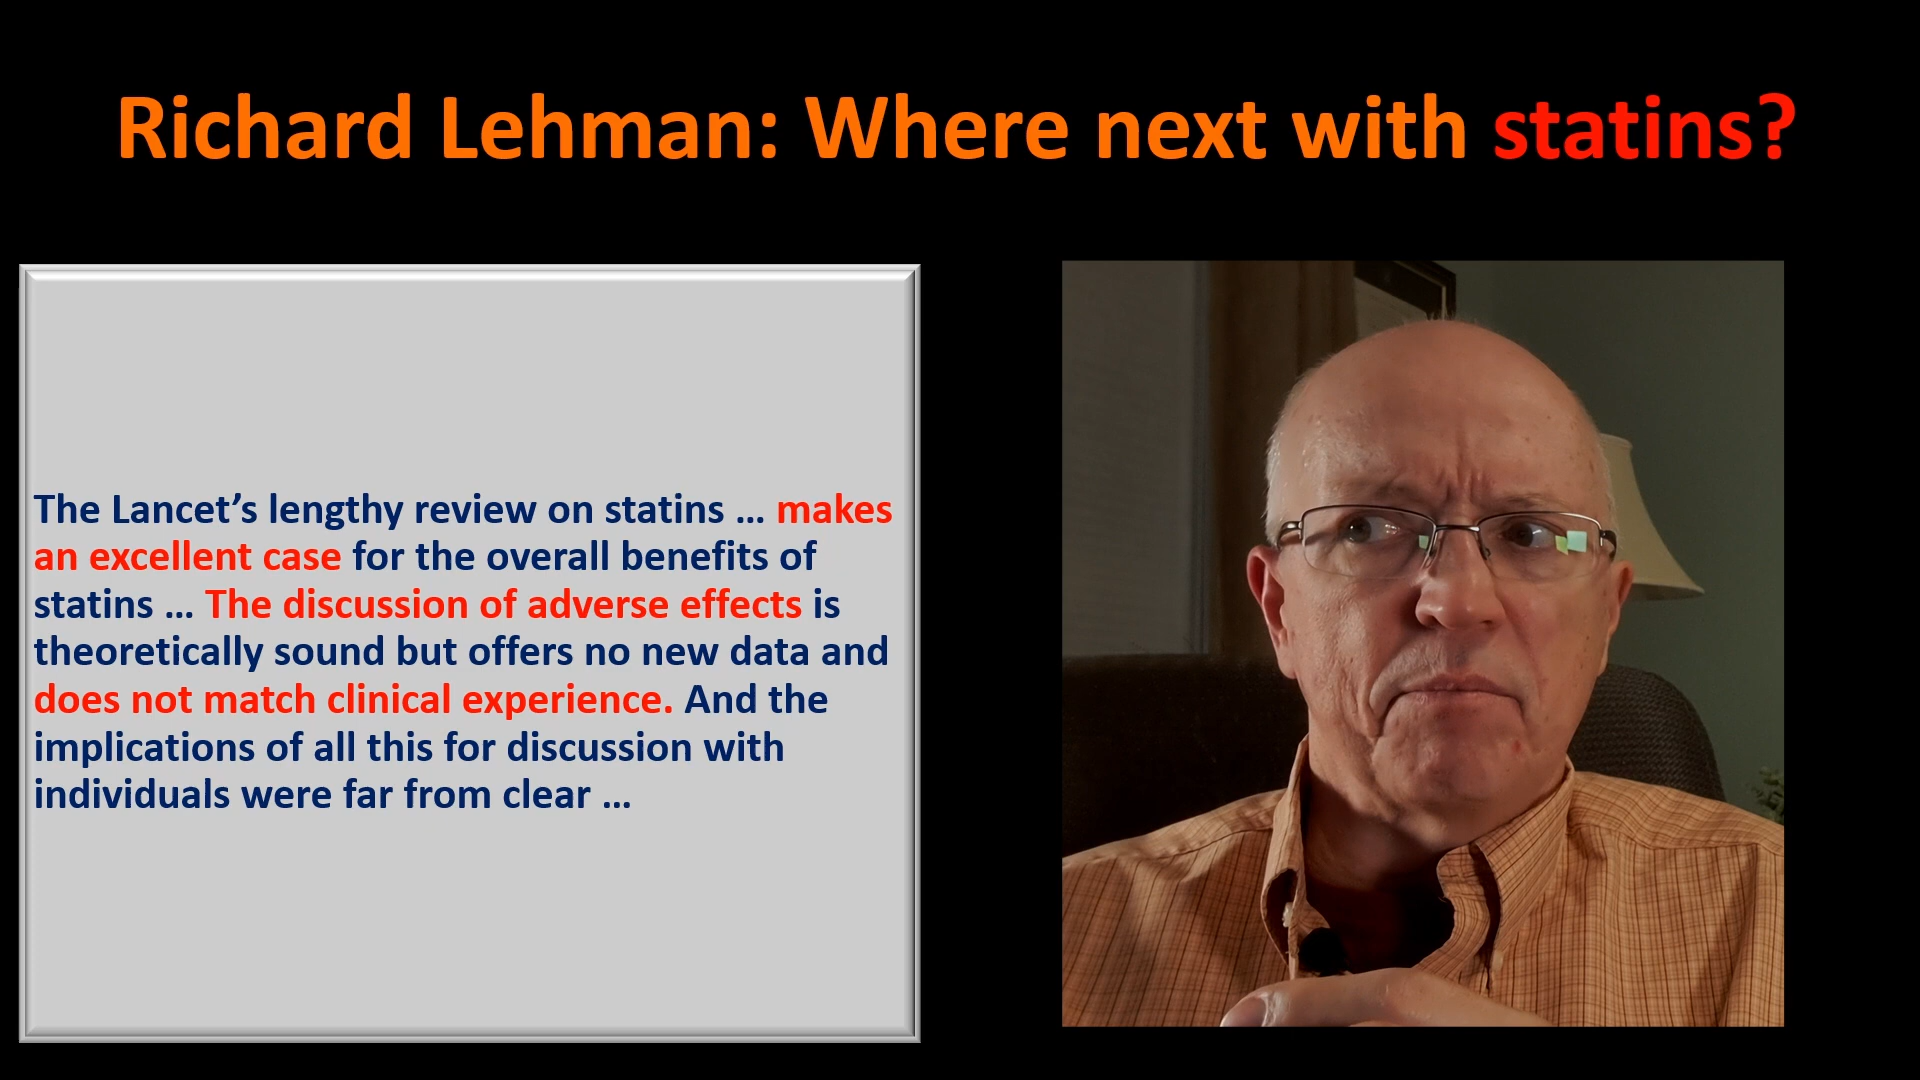 Richard Lehman: Where next with statins?
The Lancet’s lengthy review on statins … makes
an excellent case for the overall benefits of
statins … The discussion of adverse effects is
theoretically sound but offers no new data and
does not match clinical experience. And the
implications of all this for discussion with
individuals were far from clear …